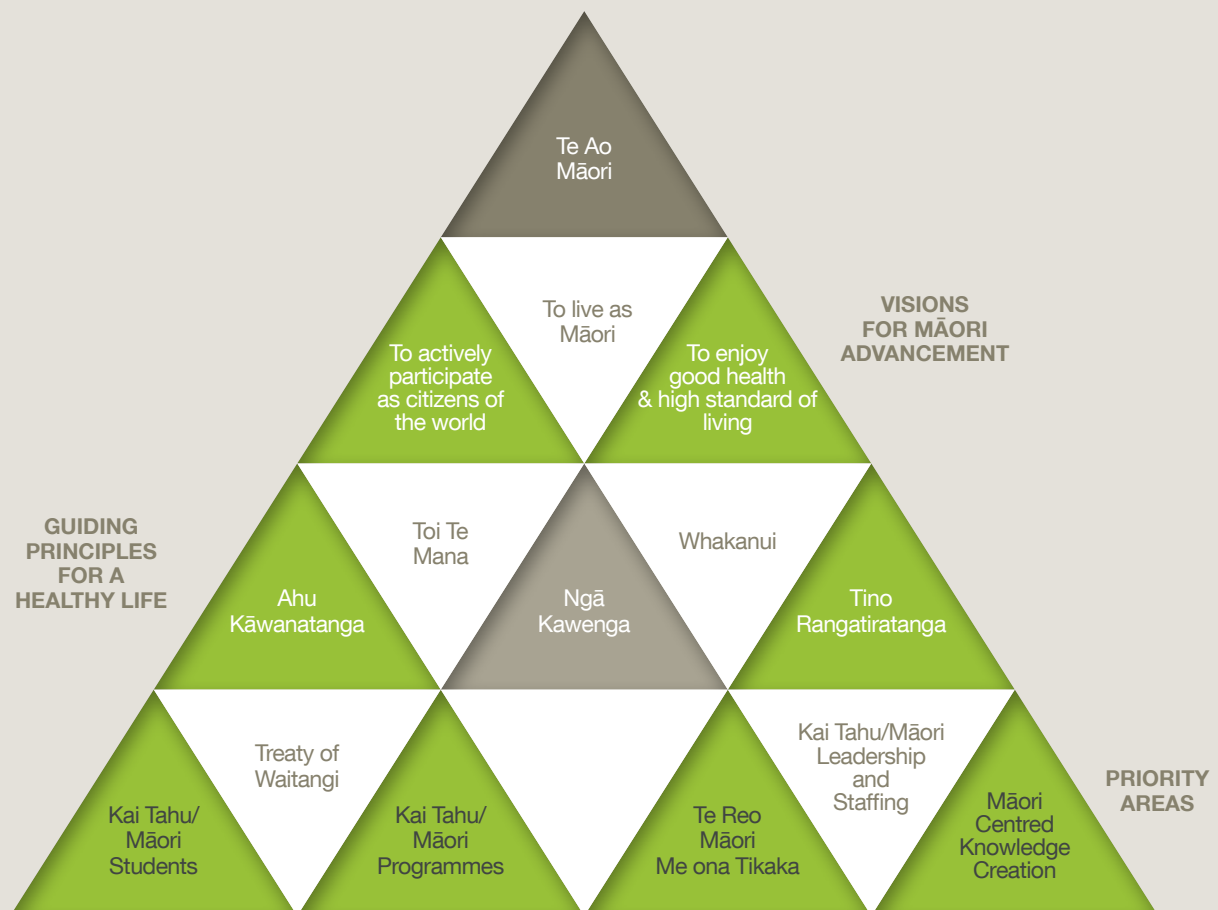 Te Ao
Māori
To live as
Māori
VISIONS
FOR MĀORI
ADVANCEMENT
To actively
participate
as citizens of
the world
To enjoy
good health
& high standard of
living
GUIDING
PRINCIPLES
FOR A
HEALTHY LIFE
Ahu
Kāwanatanga
Toi Te
Mana
Ngā
Kawenga
Whakanui
Tino
Rangatiratanga
Kai Tahu/
Māori
Students
Treaty of
Waitangi
Kai Tahu/
Māori
Programmes
Te Reo
Māori
Me ona Tikaka
Kai Tahu/Māori
Leadership
and
Staffing
Māori
Centred
Knowledge
Creation
PRIORITY
AREAS